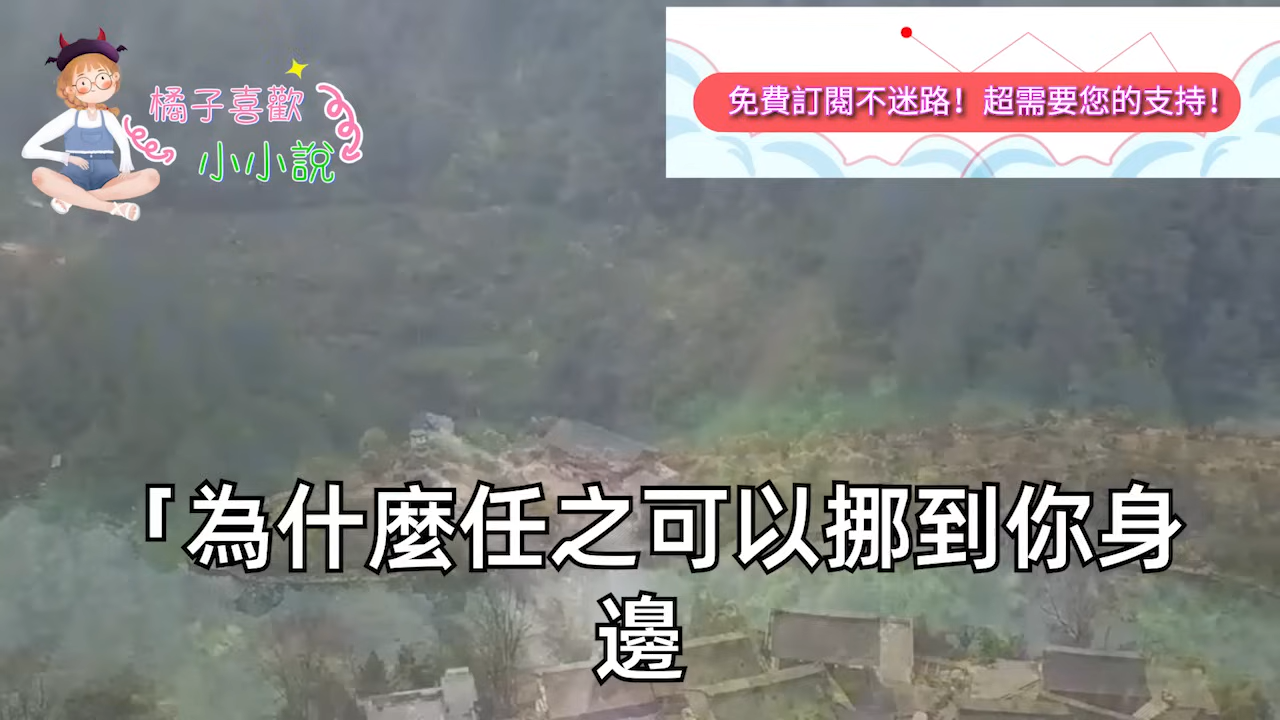 橘子喜歡
小小說
免費訂閱不迷路！超需要您的支持！
「為什麼任之可以挪到你身
邊